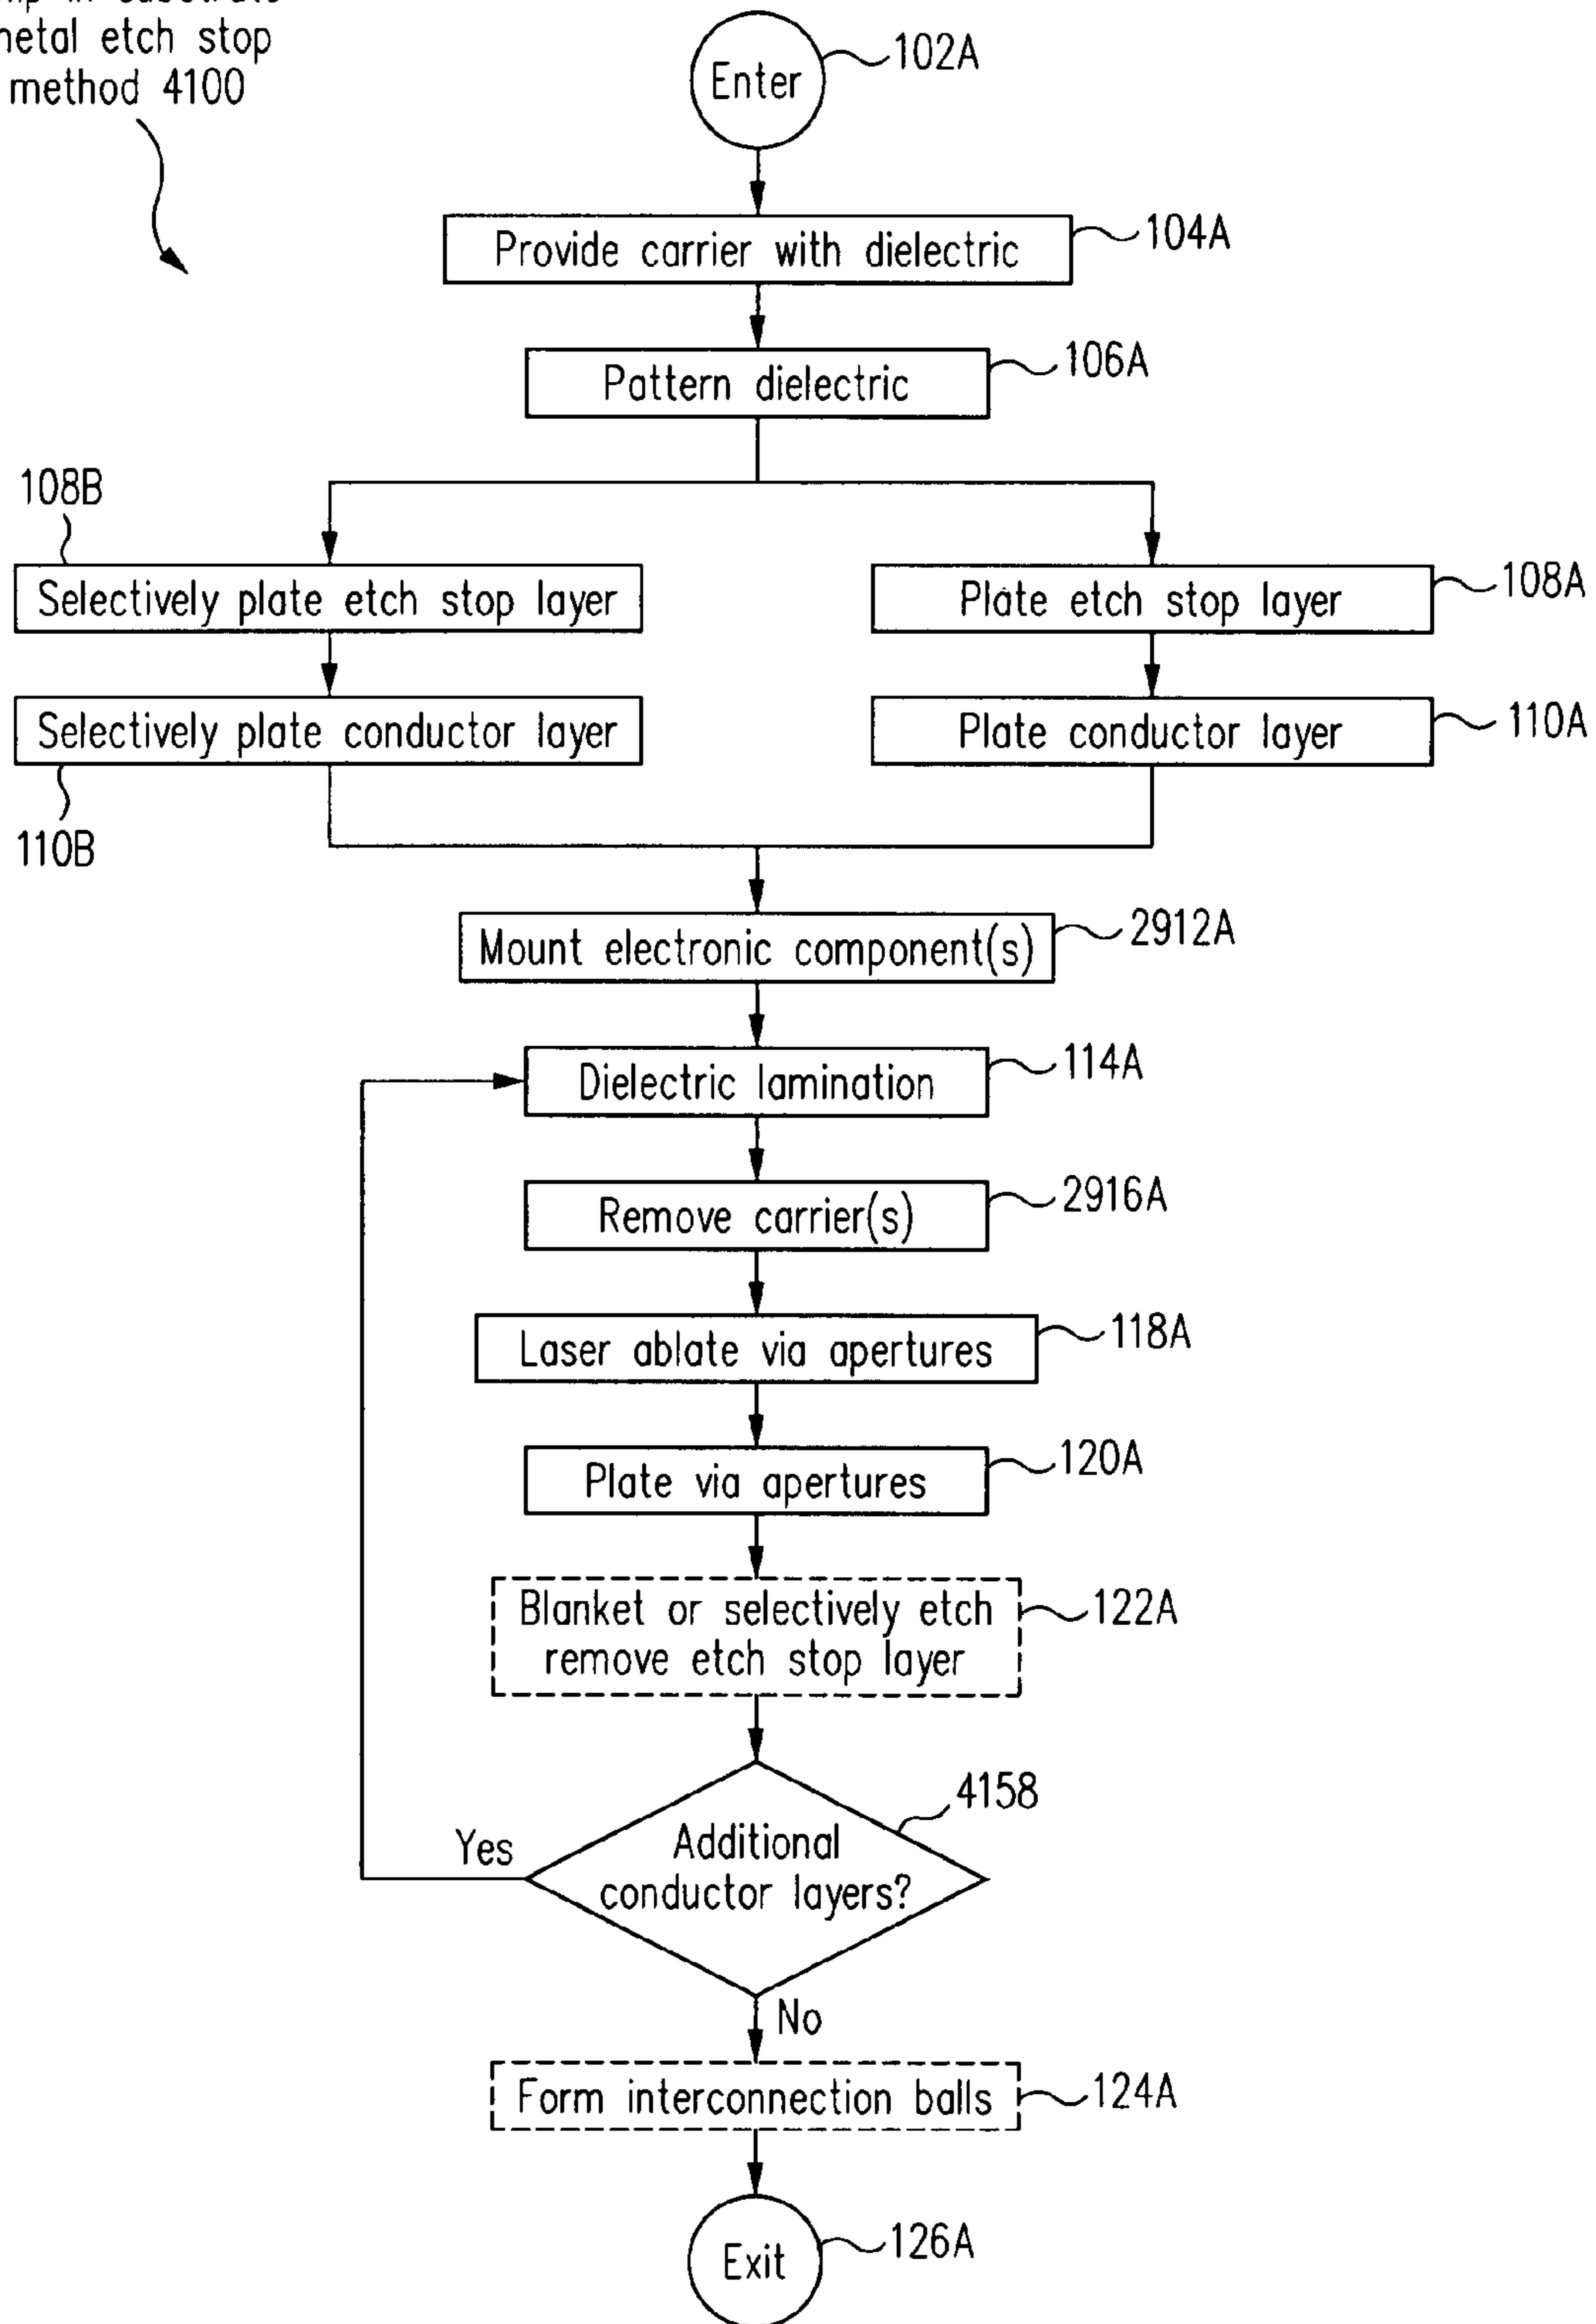 in substrate
metal etch stop
method 4100
Enter
102A
Provide carrier with dielectric
104A
Pattern dielectric
106A
108B
Selectively plate etch stop layer
Plate etch stop layer
108A
Selectively plate conductor layer
Plate conductor layer
110A
110B
Mount electronic component(s)
2912A
Dielectric lamination
114A
Remove carrier(s)
2916A
Laser ablate via apertures
118A
Plate via apertures
120A
Blanket or selectively etch
remove etch stop layer
122A
4158
Yes
Additional
conductor layers?
No
Form interconnection balls
124A
Exit
126A